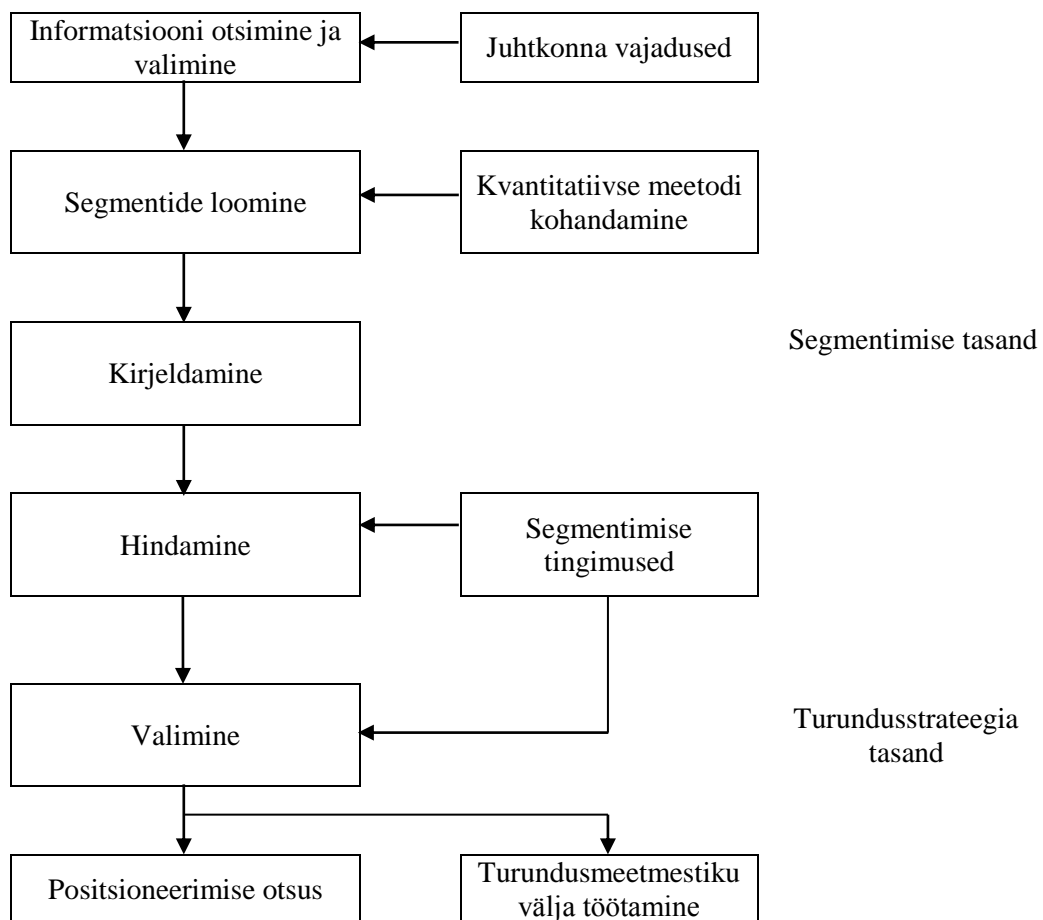 Informatsiooni otsimine ja
valimine
Juhtkonna vajadused
Segmentide loomine
Kvantitatiivse meetodi
kohandamine
Segmentimise tasand
Kirjeldamine
Hindamine
Segmentimise
tingimused
Valimine
Turundusstrateegia
tasand
Positsioneerimise otsus
Turundusmeetmestiku
välja töötamine